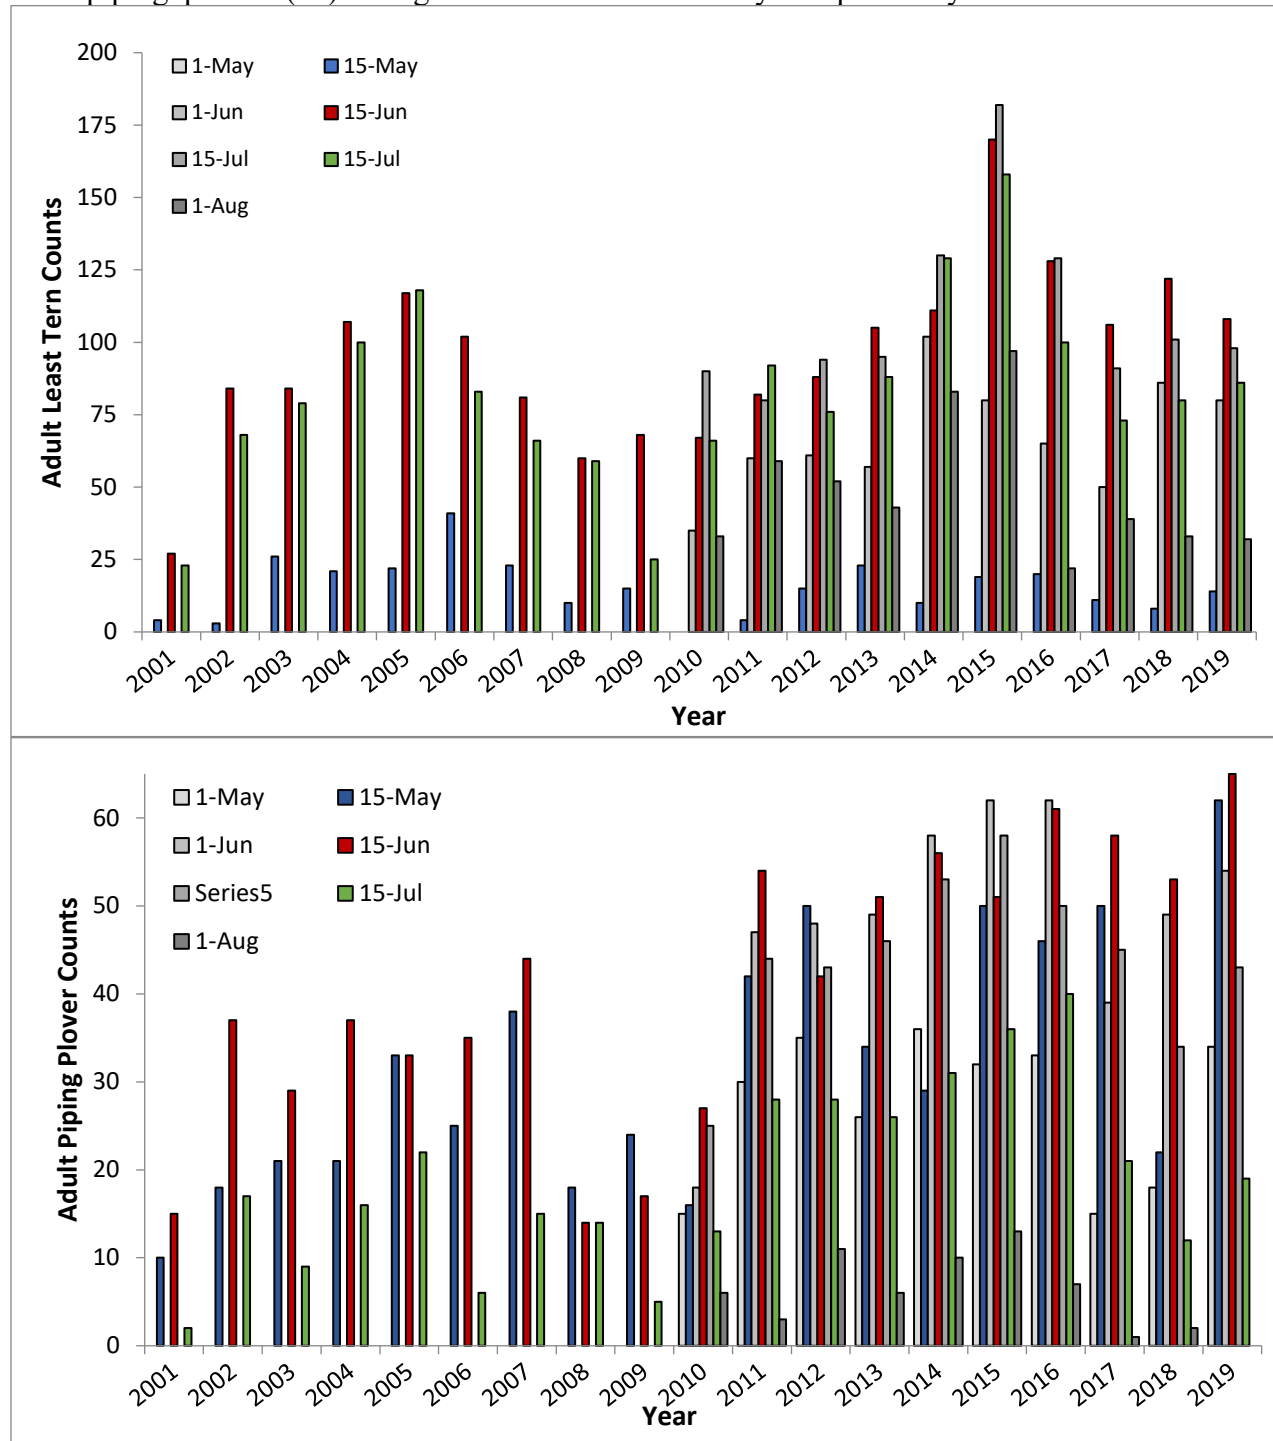 200
175
150
125
100
75
50
25
0
Adult Least Tern Counts
1-May 15-May
1-Jun 15-Jun
15-Jul 15-Jul
1-Aug
2001 2002 2003 2004 2005 2006 2007 2008 2009 2010 2011 2012 2013 2014 2015 2016 2017 2018 2019
Year
60
50
40
30
20
10
0
Adult Piping Plover Counts
1-May 15-May
1-Jun 15-Jun
Series5 15-Jul
1-Aug
2001 2002 2003 2004 2005 2006 2007 2008 2009 2010 2011 2012 2013 2014 2015 2016 2017 2018 2019
Year